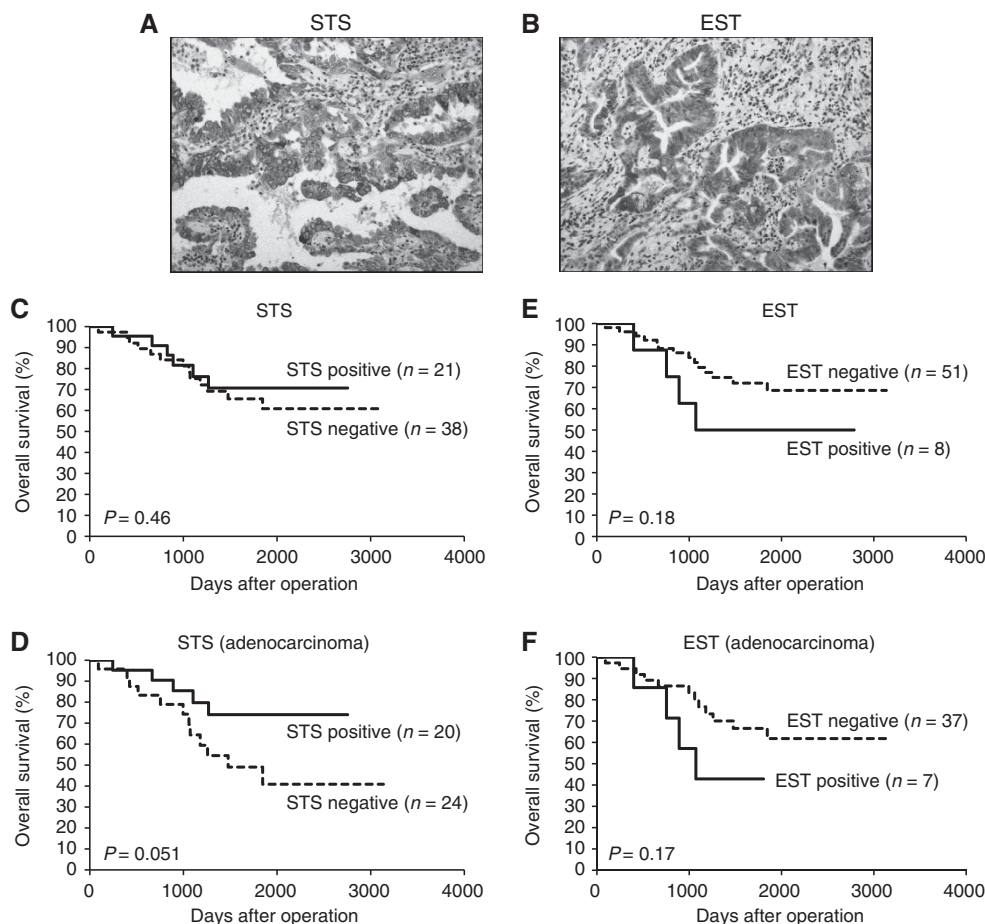 A STS
B EST
C STS
100
90
80
70
60
50
40
30
20
10
0
Overall survival (%)
STS positive (n = 21)
STS negative (n = 38)
P = 0.46
0 1000 2000 3000 4000
Days after operation
E EST
100
90
80
70
60
50
40
30
20
10
0
Overall survival (%)
EST negative (n = 51)
EST positive (n = 8)
P = 0.18
0 1000 2000 3000 4000
Days after operation
D STS (adenocarcinoma)
100
90
80
70
60
50
40
30
20
10
0
Overall survival (%)
STS positive (n = 20)
STS negative (n = 24)
P = 0.051
0 1000 2000 3000 4000
Days after operation
F EST (adenocarcinoma)
100
90
80
70
60
50
40
30
20
10
0
Overall survival (%)
EST negative (n = 37)
EST positive (n = 7)
P = 0.17
0 1000 2000 3000 4000
Days after operation